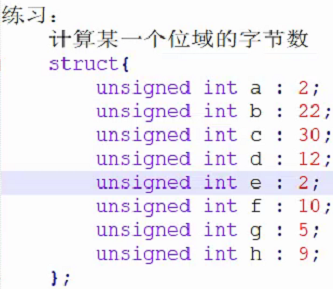 练习：
计算某一个位域的字节数
struct{
unsigned int a : 2;
unsigned int b : 22;
unsigned int c : 30;
unsigned int d : 12;
unsigned int e : 2;
unsigned int f : 10;
unsigned int g : 5;
unsigned int h : 9;
};